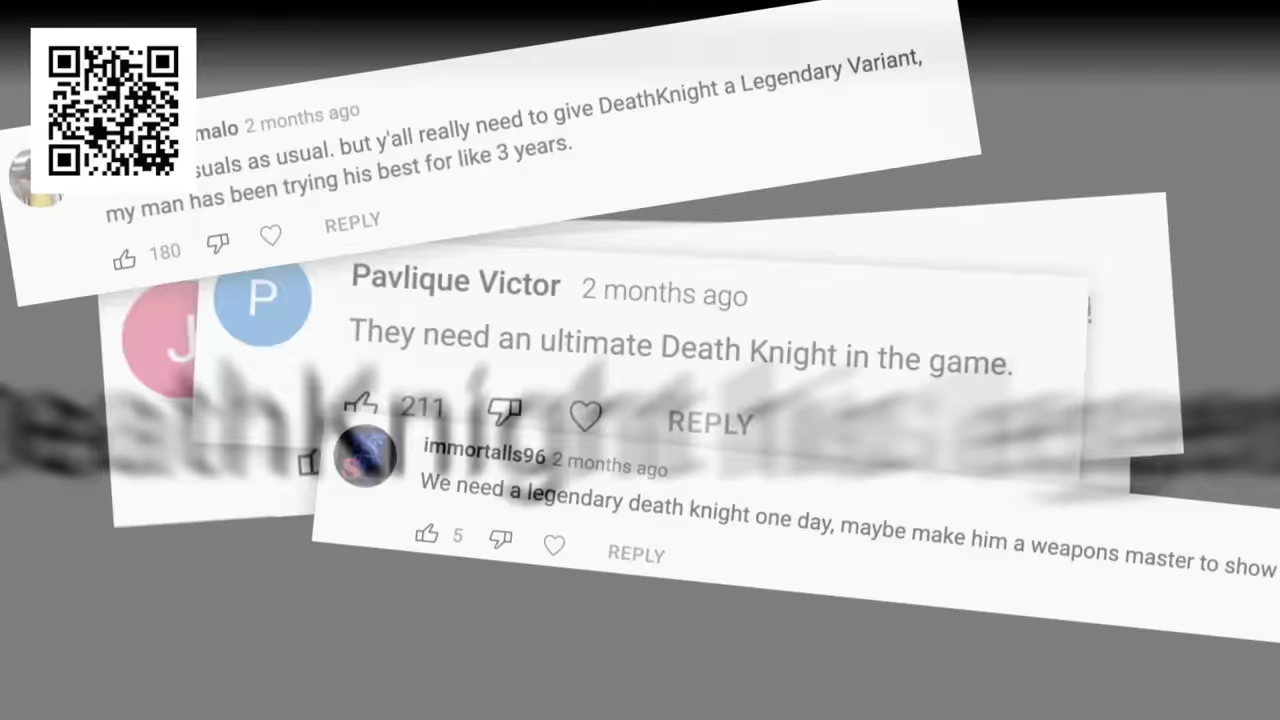 malo 2 months ago
suals as usual. but y'all really need to give DeathKnight a Legendary Variant,
my man has been trying his best for like 3 years.
180 REPLY
J
P
Pavlique Victor 2 months ago
They need an ultimate Death Knight in the game.
211 REPLY
!
immortalls96 2 months ago
We need a legendary death knight one day, maybe make him a weapons master to show
5 REPLY